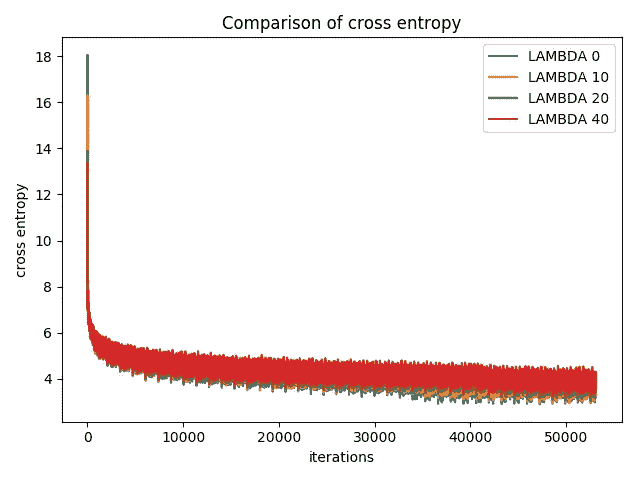 Comparison of cross entropy
LAMBDA 0
LAMBDA 10
LAMBDA 20
LAMBDA 40
18
16
14
12
10
8
6
4
cross entropy
0 10000 20000 30000 40000 50000
iterations